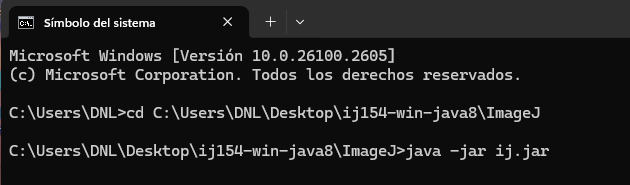 Símbolo del sistema
Microsoft Windows [Versión 10.0.26100.2605]
(c) Microsoft Corporation. Todos los derechos reservados.
C:\Users\DNL>cd C:\Users\DNL\Desktop\ij154-win-java8\ImageJ
C:\Users\DNL\Desktop\ij154-win-java8\ImageJ>java -jar ij.jar